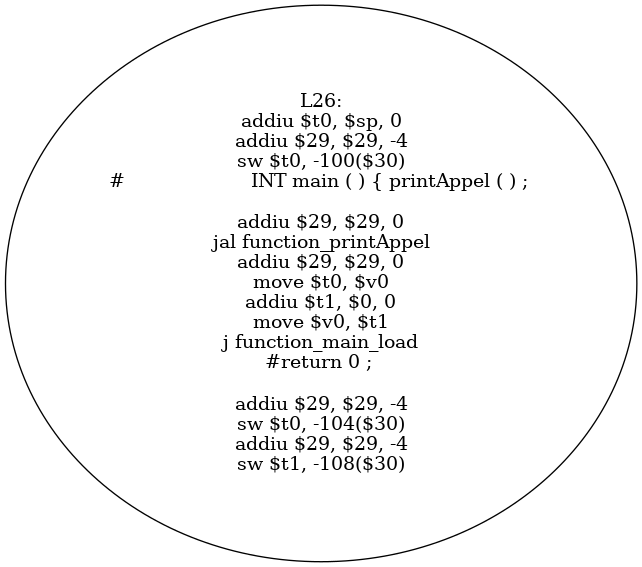 L26:
addiu $t0, $sp, 0
addiu $29, $29, -4
sw $t0, -100($30)
# INT main ( ) { printAppel ( ) ;
addiu $29, $29, 0
jal function_printAppel
addiu $29, $29, 0
move $t0, $v0
addiu $t1, $0, 0
move $v0, $t1
j function_main_load
#return 0 ;
addiu $29, $29, -4
sw $t0, -104($30)
addiu $29, $29, -4
sw $t1, -108($30)